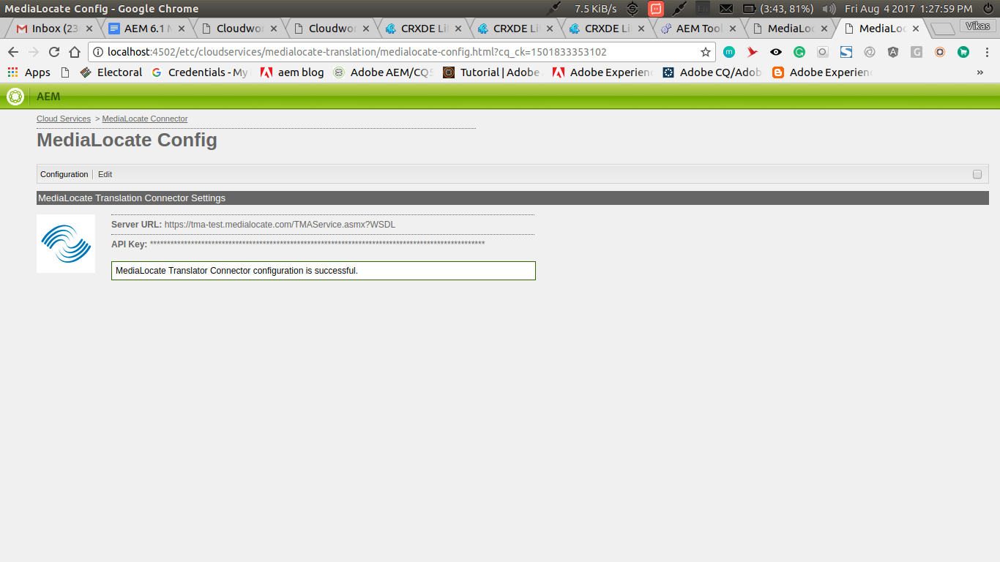 MediaLocate Config - Google Chrome 7.5 KiB/s En (3:43, 81%) Fri Aug 4 2017 1:27:59 PM
Inbox (23 AEM 6.1 Cloudwo Cloudwo CRXDE Li CRXDE Li CRXDE Li AEM Tool MediaLoc MediaLoc Vikas
localhost:4502/etc/cloudservices/medialocate-translation/medialocate-config.html?cq_ck=1501833353102
Apps Electoral Credentials - My aem blog Adobe AEM/CQ5 Tutorial | Adobe Adobe Experien Adobe CQ/Adob Adobe Experienc »
AEM
Cloud Services > MediaLocate Connector
MediaLocate Config
Configuration | Edit
MediaLocate Translation Connector Settings
Server URL: https://tma-test.medialocate.com/TMAService.asmx?WSDL
API Key: **************************************************************************************************
MediaLocate Translator Connector configuration is successful.